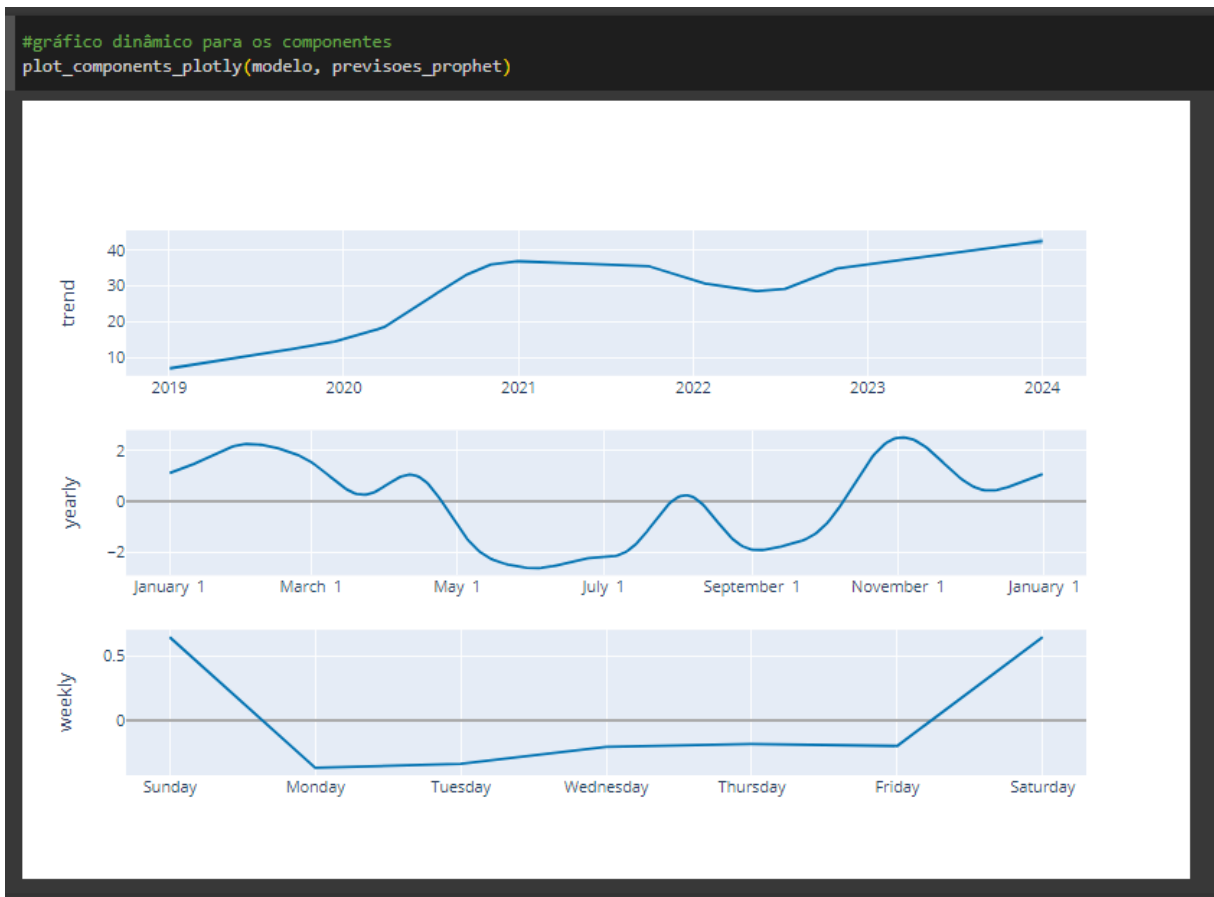 #gráfico dinâmico para os componentes
plot_components_plotly(modelo, previsoes_prophet)
trend
40
30
20
10
2019 2020 2021 2022 2023 2024
yearly
2
0
−2
January 1 March 1 May 1 July 1 September 1 November 1 January 1
weekly
0.5
0
Sunday Monday Tuesday Wednesday Thursday Friday Saturday